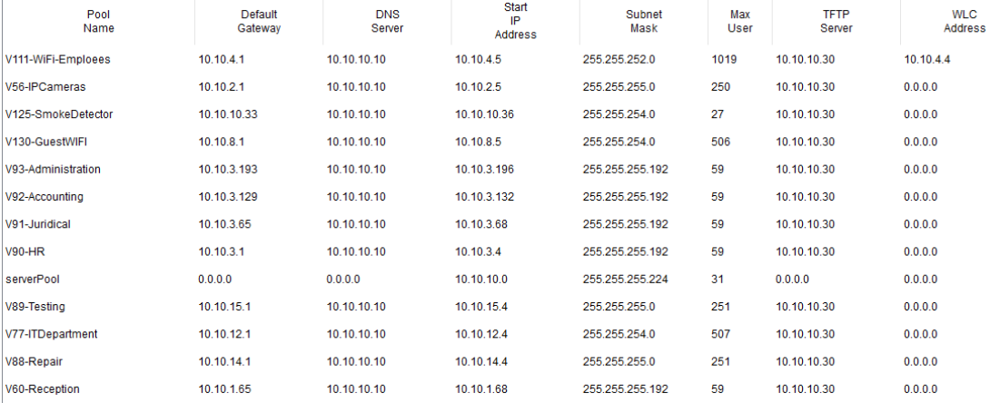 Pool Name Default Gateway DNS Server Start IP Address Subnet Mask Max User TFTP Server WLC Address
V111-WiFi-Emploees 10.10.4.1 10.10.10.10 10.10.4.5 255.255.252.0 1019 10.10.10.30 10.10.4.4
V56-IPCameras 10.10.2.1 10.10.10.10 10.10.2.5 255.255.255.0 250 10.10.10.30 0.0.0.0
V125-SmokeDetector 10.10.10.33 10.10.10.10 10.10.10.36 255.255.254.0 27 10.10.10.30 0.0.0.0
V130-GuestWIFI 10.10.8.1 10.10.10.10 10.10.8.5 255.255.254.0 506 10.10.10.30 0.0.0.0
V93-Administration 10.10.3.193 10.10.10.10 10.10.3.196 255.255.255.192 59 10.10.10.30 0.0.0.0
V92-Accounting 10.10.3.129 10.10.10.10 10.10.3.132 255.255.255.192 59 10.10.10.30 0.0.0.0
V91-Juridical 10.10.3.65 10.10.10.10 10.10.3.68 255.255.255.192 59 10.10.10.30 0.0.0.0
V90-HR 10.10.3.1 10.10.10.10 10.10.3.4 255.255.255.192 59 10.10.10.30 0.0.0.0
serverPool 0.0.0.0 0.0.0.0 10.10.10.0 255.255.255.224 31 0.0.0.0 0.0.0.0
V89-Testing 10.10.15.1 10.10.10.10 10.10.15.4 255.255.255.0 251 10.10.10.30 0.0.0.0
V77-ITDepartment 10.10.12.1 10.10.10.10 10.10.12.4 255.255.254.0 507 10.10.10.30 0.0.0.0
V88-Repair 10.10.14.1 10.10.10.10 10.10.14.4 255.255.255.0 251 10.10.10.30 0.0.0.0
V60-Reception 10.10.1.65 10.10.10.10 10.10.1.68 255.255.255.192 59 10.10.10.30 0.0.0.0